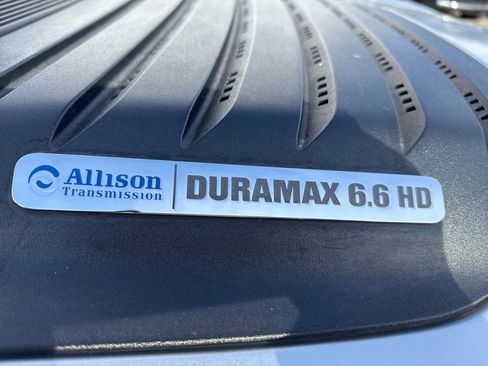 Allison DURAMAX 6.6 HD
Transmission